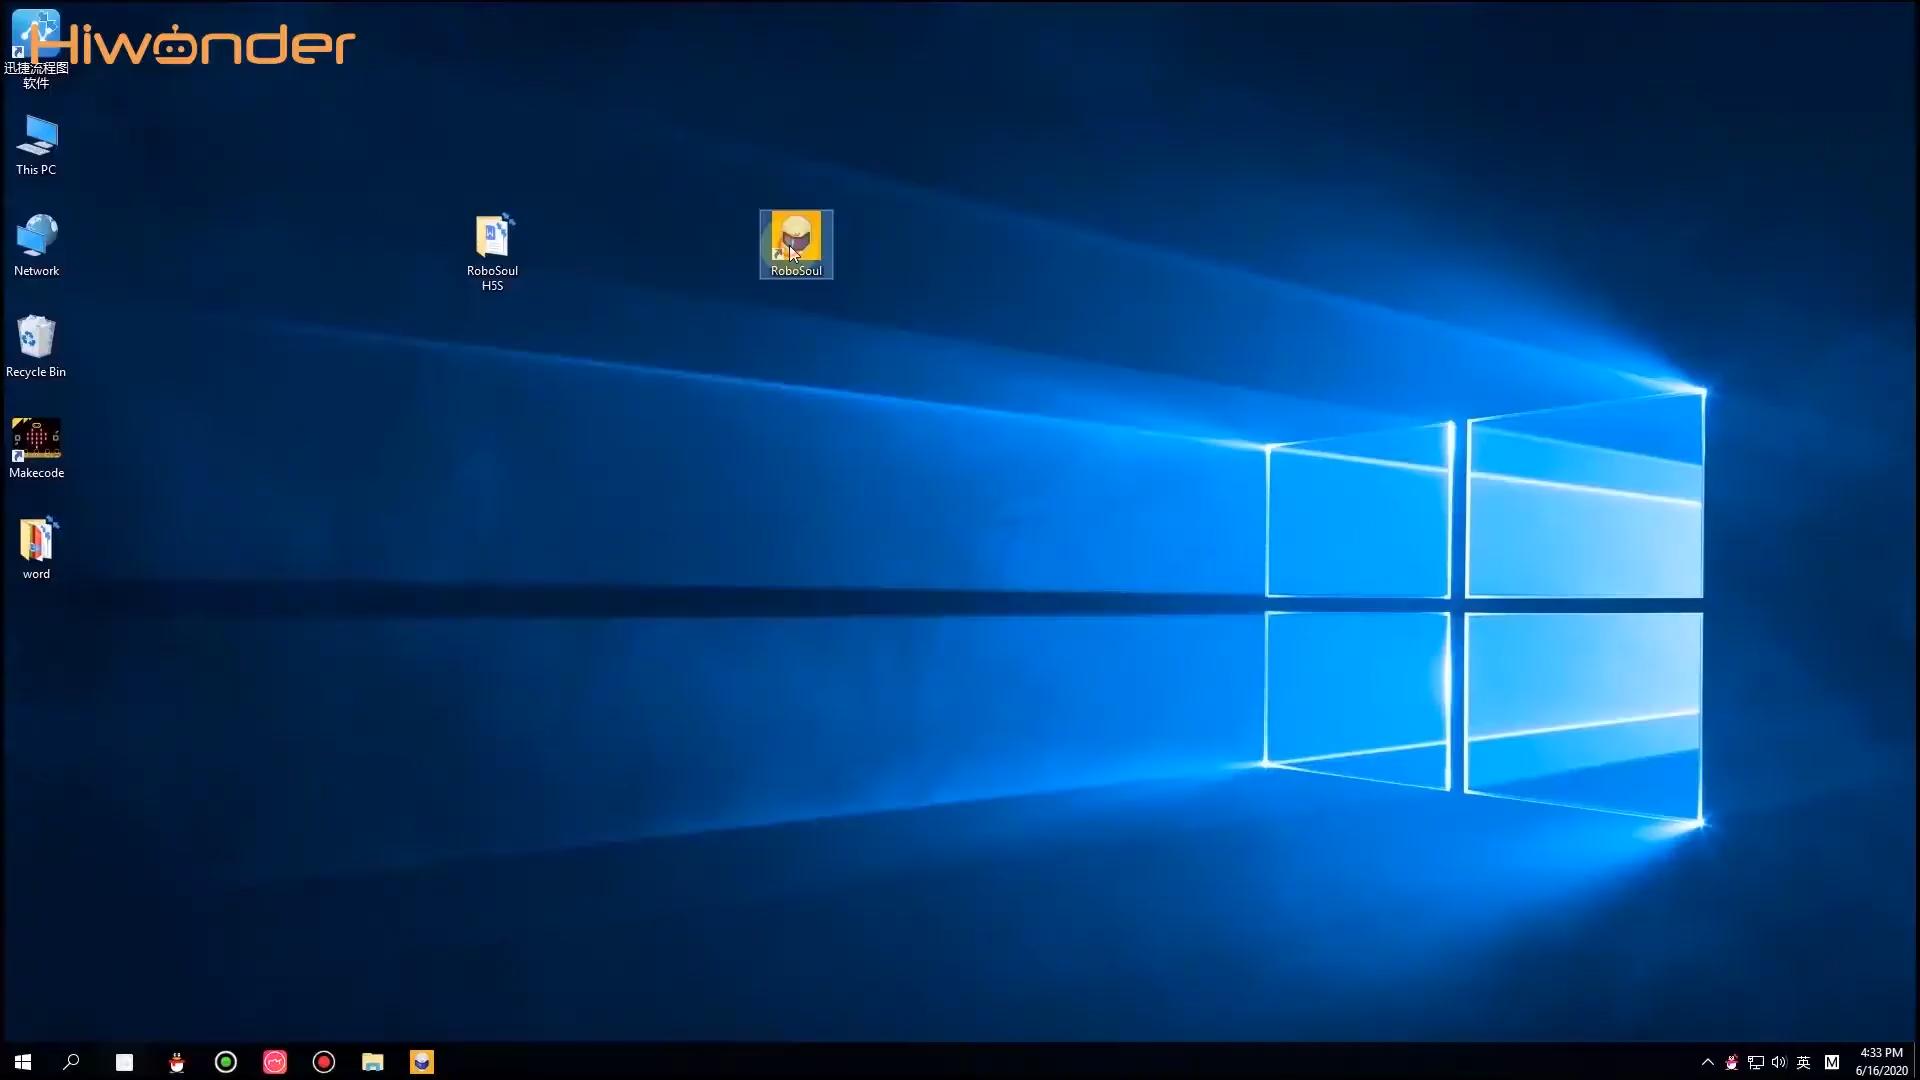 Hiwonder
迅捷流程图
软件
This PC
Network
Recycle Bin
Makecode
word
RoboSoul
H5S
RoboSoul
英
M
4:33 PM
6/16/2020